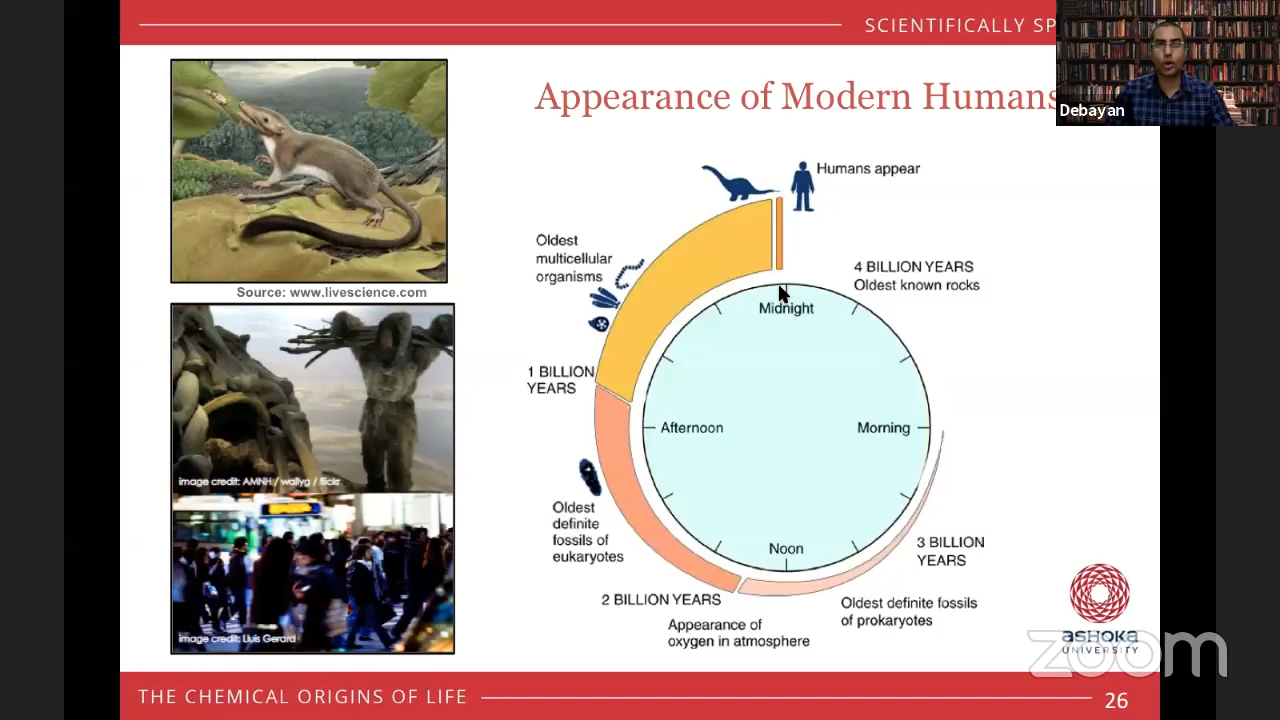 SCIENTIFICALLY SP
Debayan
Appearance of Modern Humans
Source: www.livescience.com
image credit: AMNH / wallyg / flickr
image credit: Lluis Gerard
Humans appear
Oldest
multicellular
organisms
4 BILLION YEARS
Oldest known rocks
Midnight
1 BILLION
YEARS
Afternoon
Morning
Oldest
definite
fossils of
eukaryotes
Noon
3 BILLION
YEARS
2 BILLION YEARS
Oldest definite fossils
of prokaryotes
Appearance of
oxygen in atmosphere
ASHOKA
UNIVERSITY
zoom
THE CHEMICAL ORIGINS OF LIFE
26